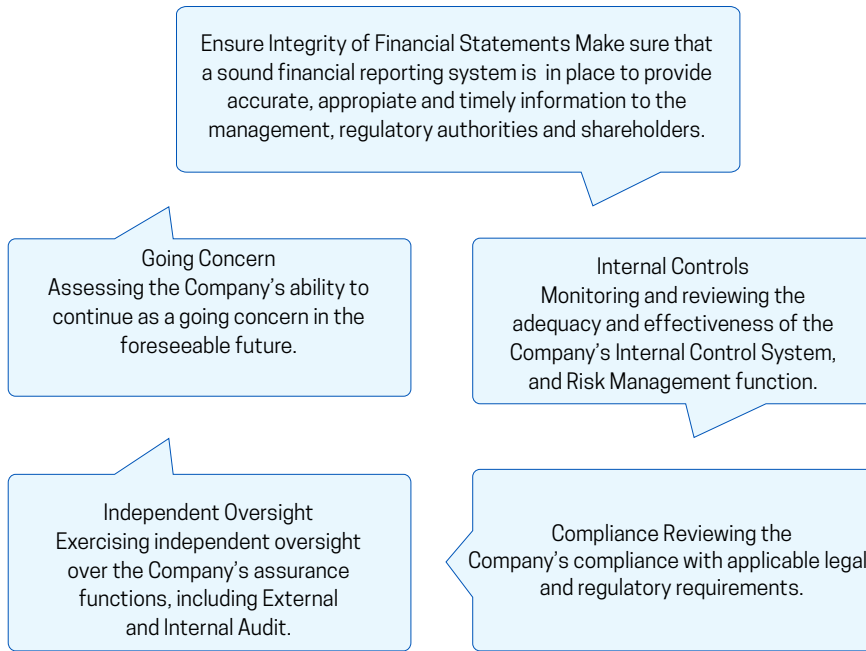 Ensure Integrity of Financial Statements Make sure that
a sound financial reporting system is in place to provide
accurate, appropiate and timely information to the
management, regulatory authorities and shareholders.
Going Concern
Assessing the Company's ability to
continue as a going concern in the
foreseeable future.
Internal Controls
Monitoring and reviewing the
adequacy and effectiveness of the
Company's Internal Control System,
and Risk Management function.
Independent Oversight
Exercising independent oversight
over the Company's assurance
functions, including External
and Internal Audit.
Compliance Reviewing the
Company's compliance with applicable legal
and regulatory requirements.